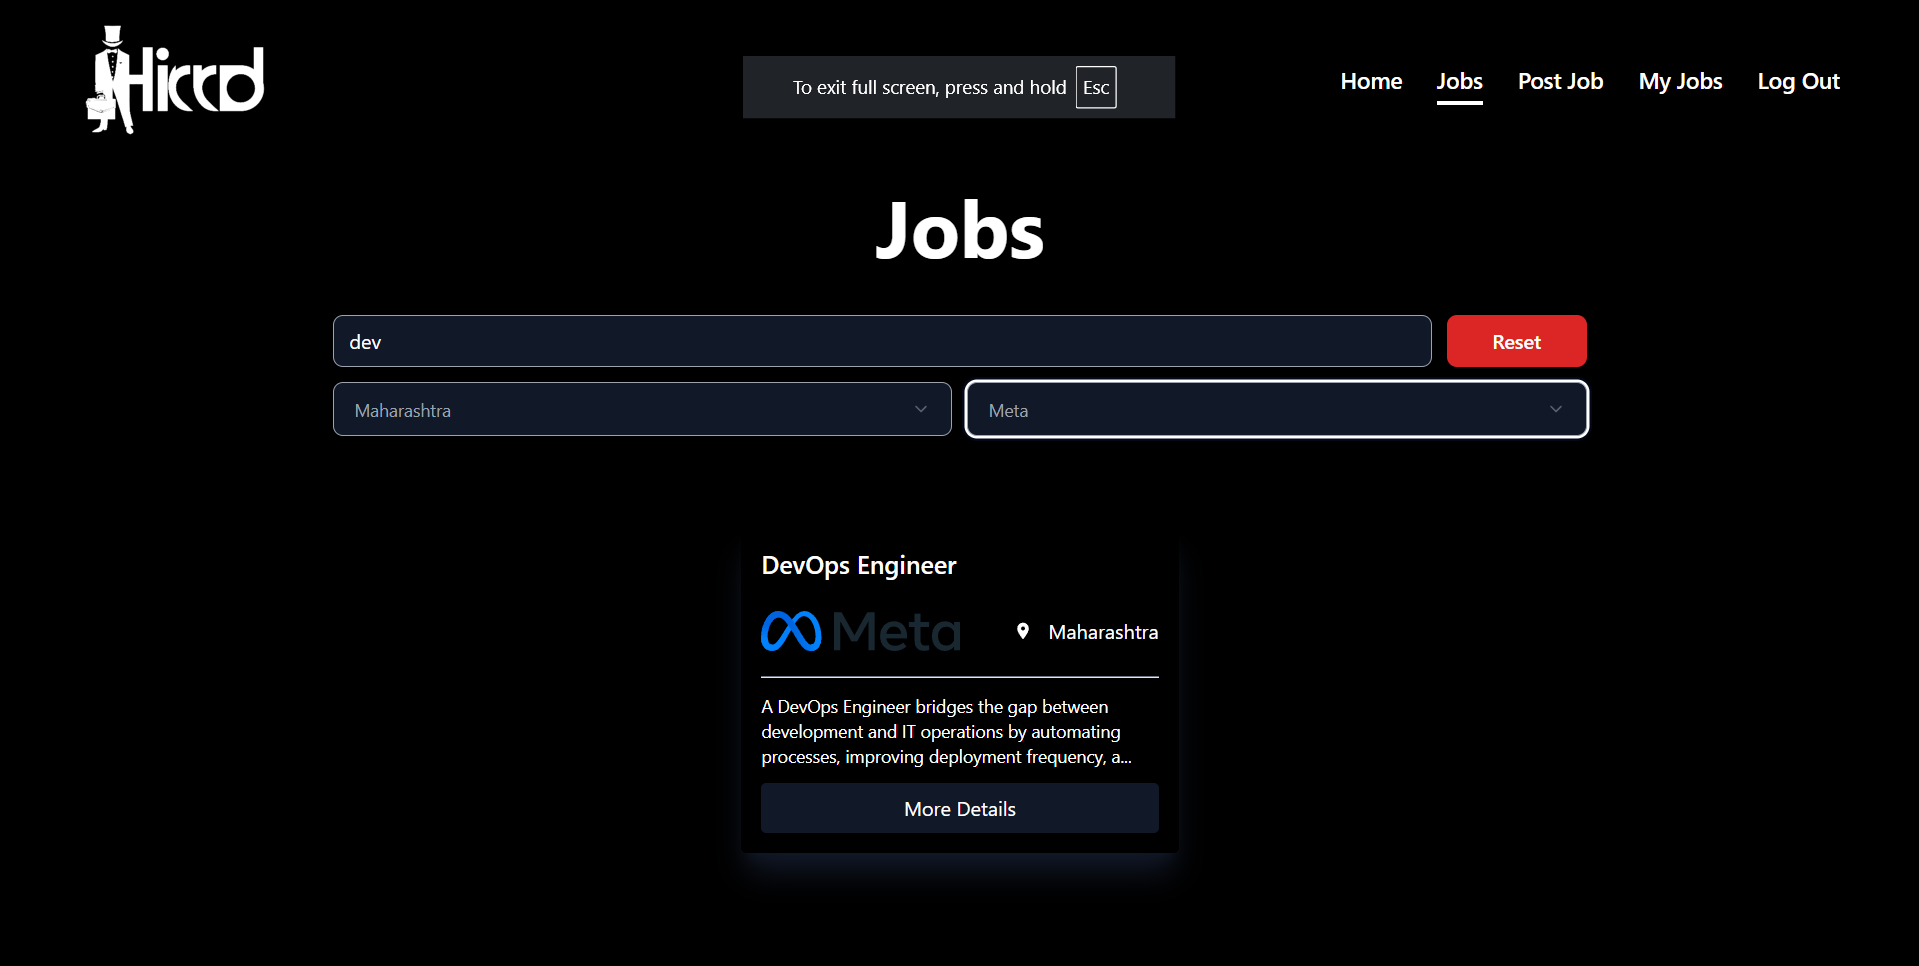 Hirrd
To exit full screen, press and hold Esc
Home Jobs Post Job My Jobs Log Out
Jobs
dev
Reset
Maharashtra
Meta
DevOps Engineer
Meta
Maharashtra
A DevOps Engineer bridges the gap between
development and IT operations by automating
processes, improving deployment frequency, a...
More Details